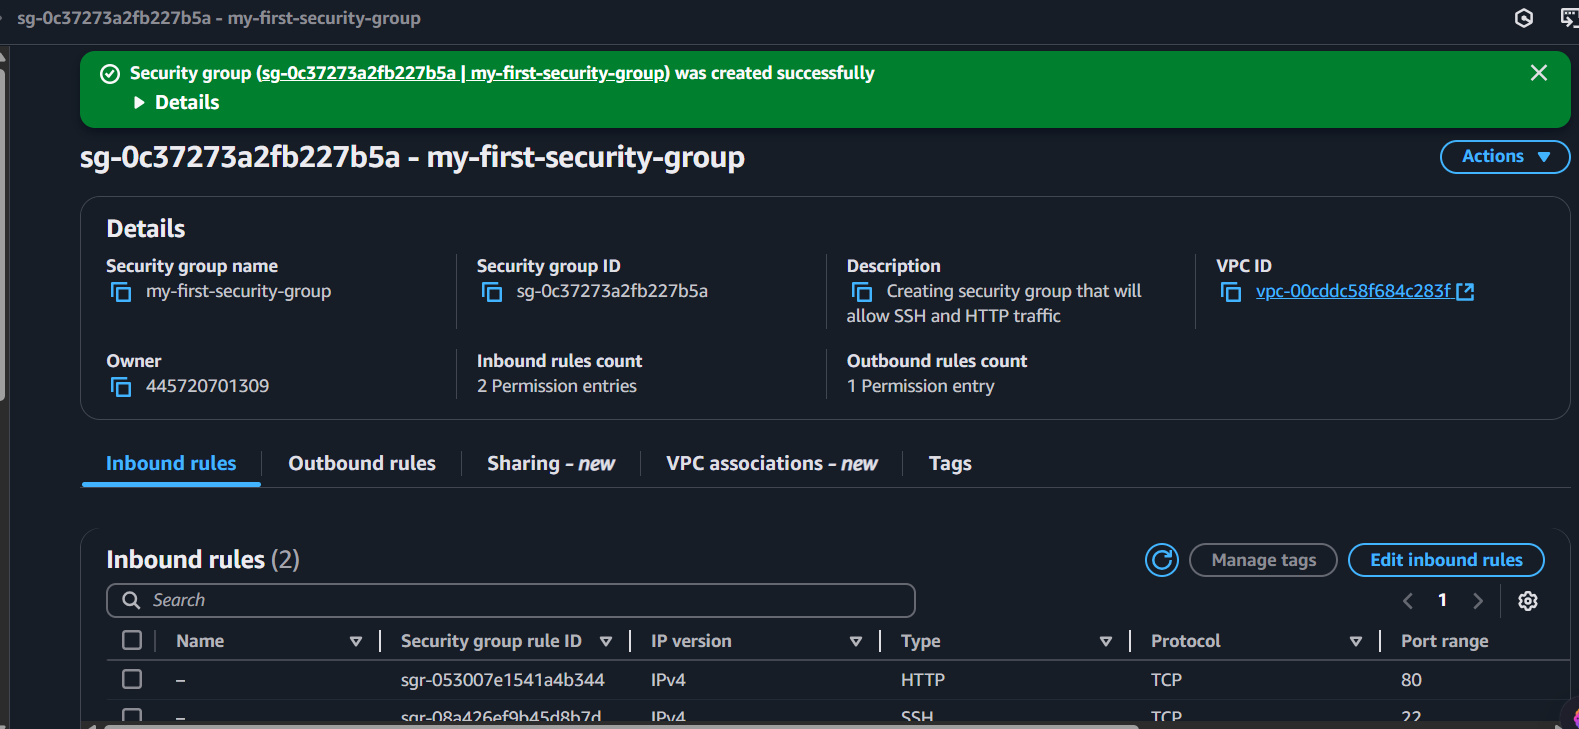 sg-0c37273a2fb227b5a - my-first-security-group
Security group (sg-0c37273a2fb227b5a | my-first-security-group) was created successfully
Details
sg-0c37273a2fb227b5a - my-first-security-group
Actions
Details
Security group name
my-first-security-group
Security group ID
sg-0c37273a2fb227b5a
Description
Creating security group that will
allow SSH and HTTP traffic
VPC ID
vpc-00cddc58f684c283f
Owner
445720701309
Inbound rules count
2 Permission entries
Outbound rules count
1 Permission entry
Inbound rules Outbound rules Sharing - new VPC associations - new Tags
Inbound rules (2)
Manage tags Edit inbound rules
Search
1
Name Security group rule ID IP version Type Protocol Port range
– sgr-053007e1541a4b344 IPv4 HTTP TCP 80
– sgr-08a426ef9b45d8b7d IPv4 SSH TCP 22